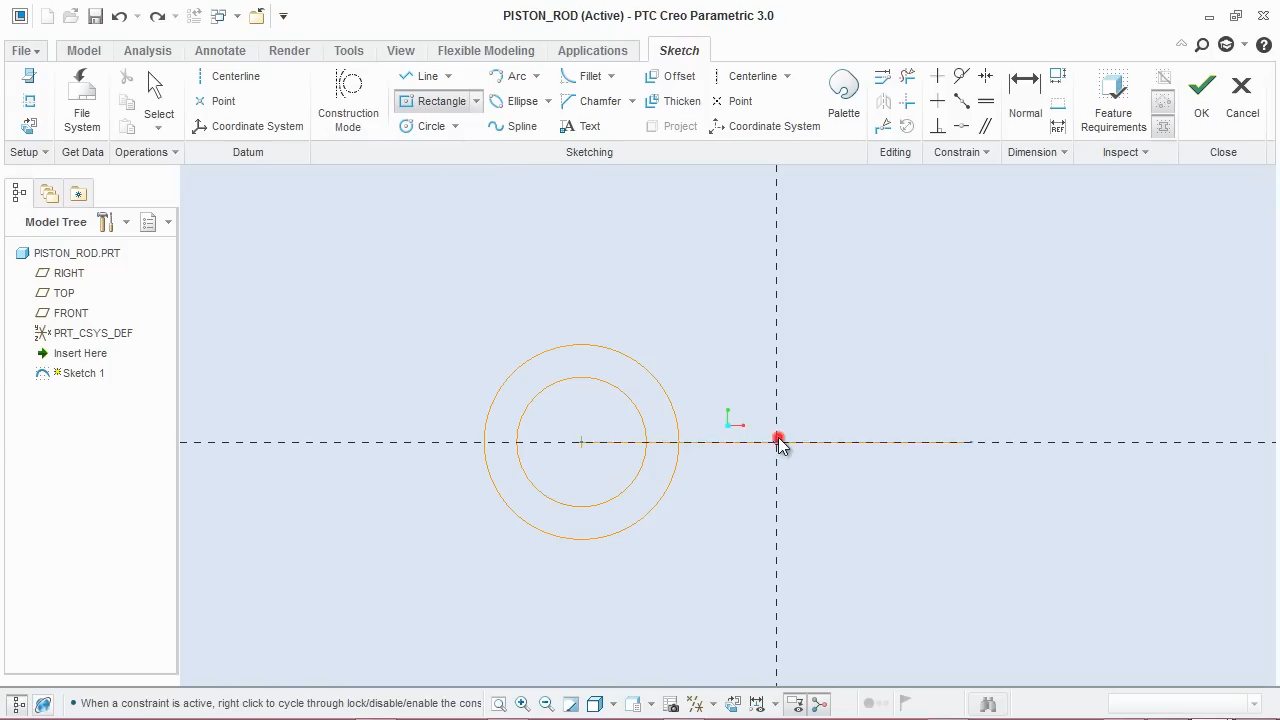 PISTON_ROD (Active) - PTC Creo Parametric 3.0
File Model Analysis Annotate Render Tools View Flexible Modeling Applications Sketch
Centerline Line Arc Fillet Offset Centerline
Point Rectangle Ellipse Chamfer Thicken Point
Coordinate System Circle Spline Text Project Coordinate System
File System Select Construction Mode Palette Normal Feature Requirements OK Cancel
Setup Get Data Operations Datum Sketching Editing Constrain Dimension Inspect Close
REF
Model Tree
PISTON_ROD.PRT
RIGHT
TOP
FRONT
PRT_CSYS_DEF
Insert Here
Sketch 1
• When a constraint is active, right click to cycle through lock/disable/enable the cons